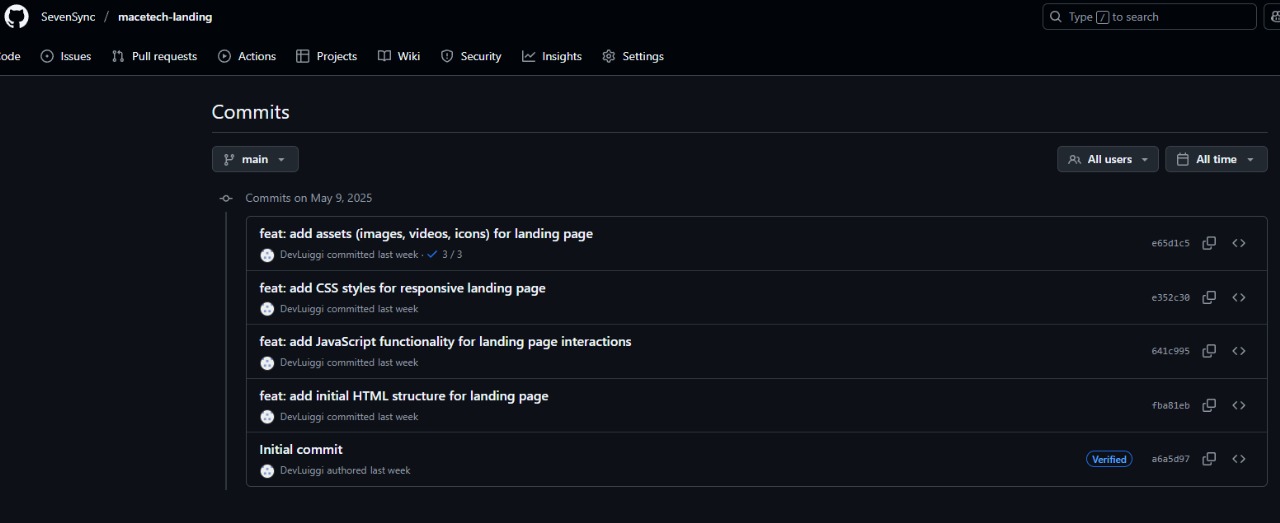 SevenSync / macetech-landing
Type / to search
Code Issues Pull requests Actions Projects Wiki Security Insights Settings
Commits
main All users All time
Commits on May 9, 2025
feat: add assets (images, videos, icons) for landing page
DevLuiggi committed last week · 3 / 3
e65d1c5
feat: add CSS styles for responsive landing page
DevLuiggi committed last week
e352c30
feat: add JavaScript functionality for landing page interactions
DevLuiggi committed last week
641c995
feat: add initial HTML structure for landing page
DevLuiggi committed last week
fba81eb
Initial commit
DevLuiggi authored last week
Verified a6a5d97